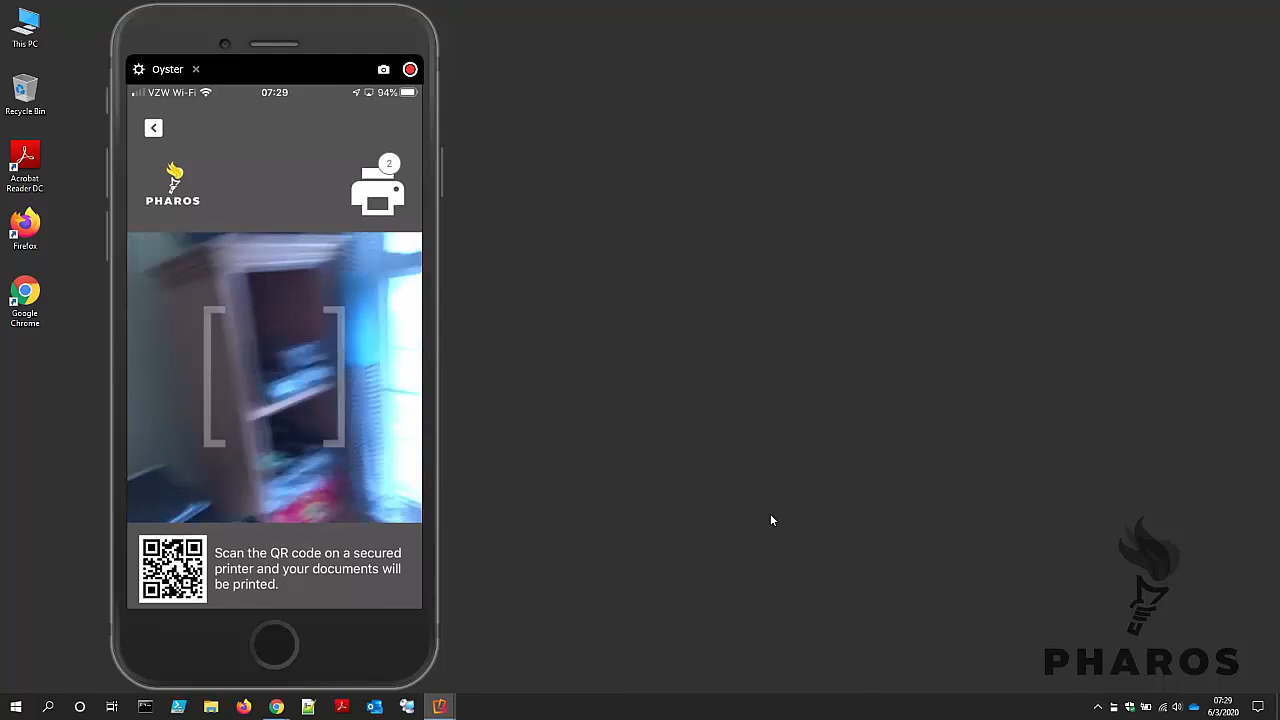 This PC
Recycle Bin
Acrobat
Reader DC
Firefox
Google
Chrome
Oyster
VZW Wi-Fi
07:29
94%
PHAROS
2
Scan the QR code on a secured
printer and your documents will
be printed.
PHAROS
07:29
6/3/2020